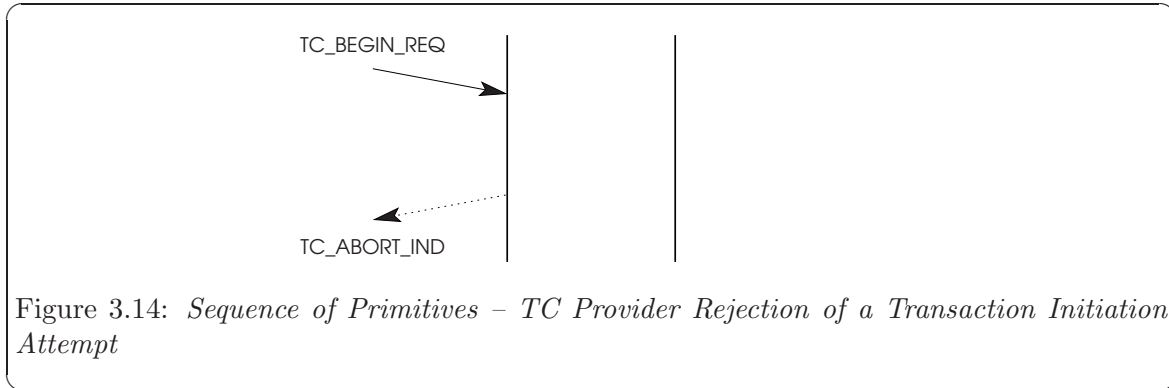 TC_BEGIN_REQ
TC_ABORT_IND
Figure 3.14: Sequence of Primitives – TC Provider Rejection of a Transaction Initiation
Attempt